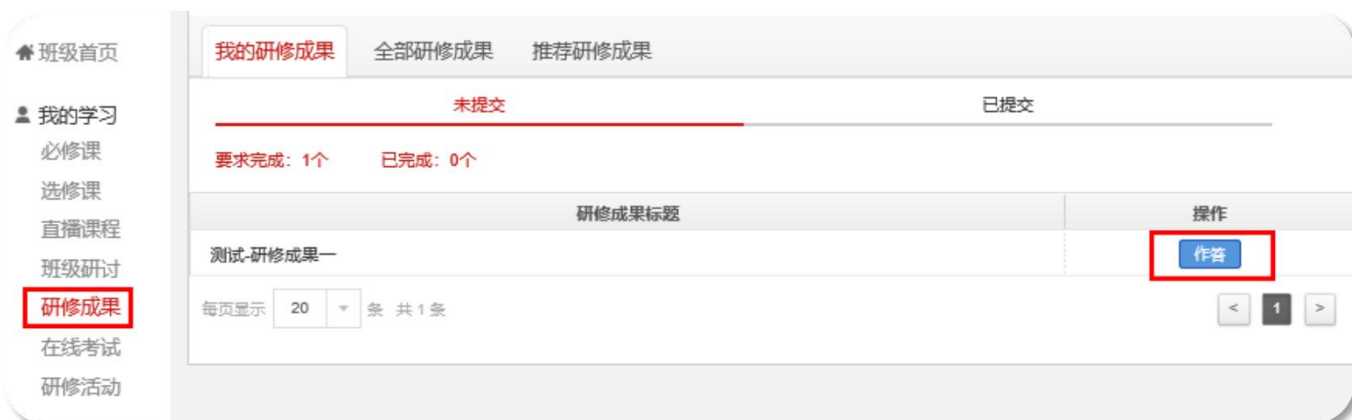 班级首页
我的学习
必修课
选修课
直播课程
班级研讨
研修成果
在线考试
研修活动
我的研修成果 全部研修成果 推荐研修成果
未提交 已提交
要求完成：1个 已完成：0个
研修成果标题 操作
测试-研修成果一 作答
每页显示 20 条 共1条 < 1 >